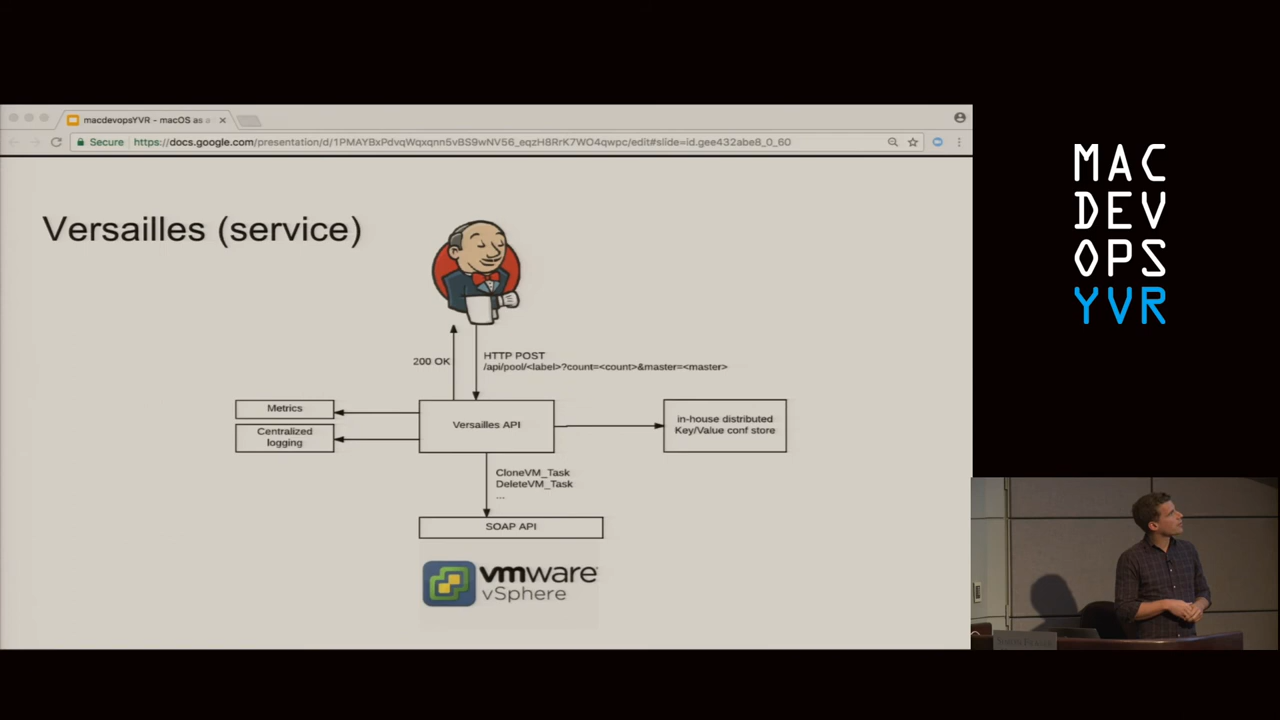 macdevopsYVR - macOS as a
Secure
https://docs.google.com/presentation/d/1PMAYBxPdvqWqxqnn5vBS9wNV56_eqzH8RrK7WO4qwpc/edit#slide=id.gee432abe8_0_60
Versailles (service)
200 OK
HTTP POST
/api/pool/<label>?count=<count>&master=<master>
Metrics
Centralized
logging
Versailles API
in-house distributed
Key/Value conf store
CloneVM_Task
DeleteVM_Task
...
SOAP API
vmware
vSphere
MAC
DEV
OPS
YVR